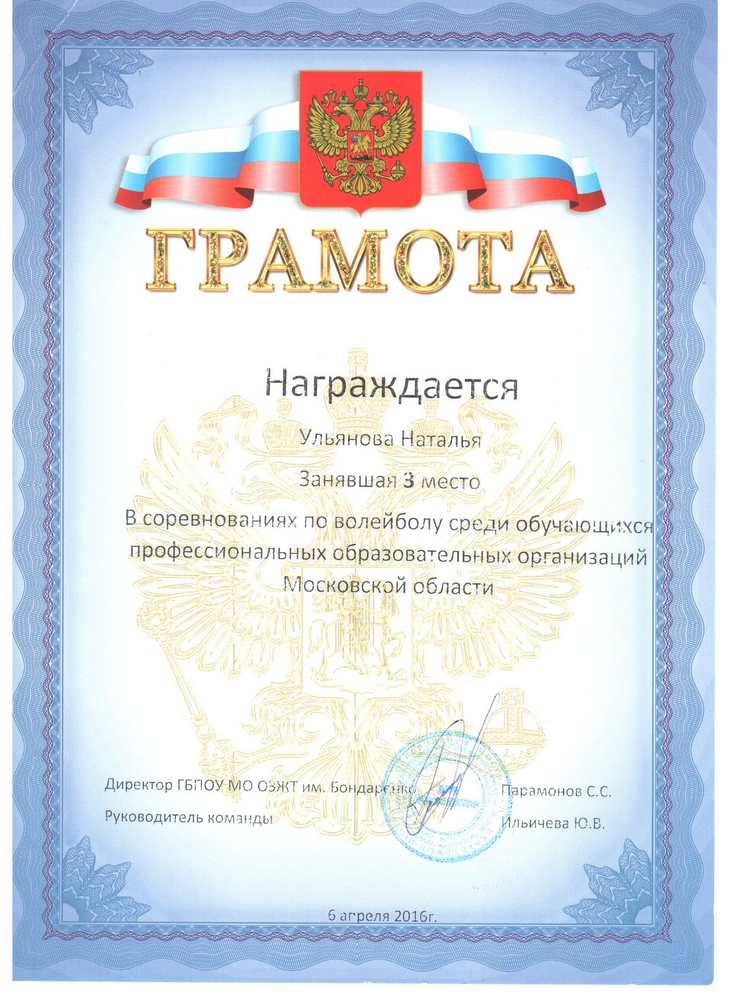 ГРАМОТА
Награждается
Ульянова Наталья
Занявшая 3 место
В соревнованиях по волейболу среди обучающихся
профессиональных образовательных организаций
Московской области
Директор ГБПОУ МО ОЗЖТ им. Бондаренко Парамонов С.С.
Руководитель команды Ильичева Ю.В.
6 апреля 2016г.